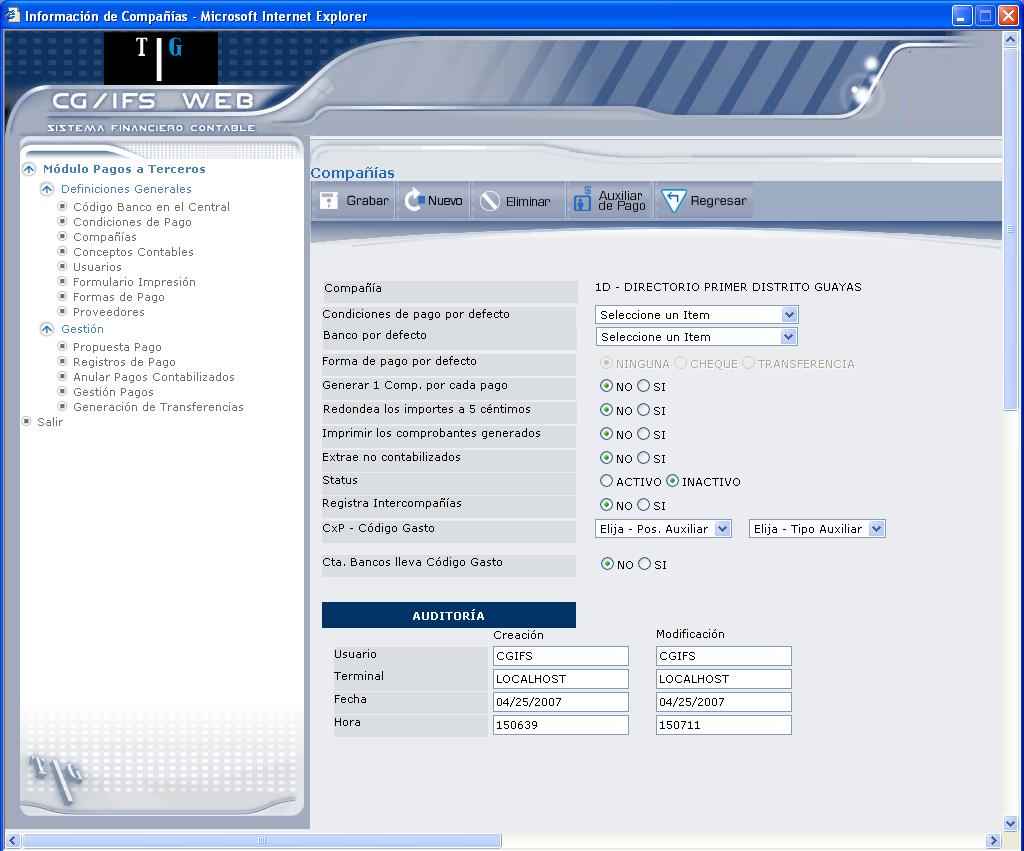 Información de Compañías - Microsoft Internet Explorer
T G
CG/IFS WEB
SISTEMA FINANCIERO CONTABLE
Módulo Pagos a Terceros
Definiciones Generales
Código Banco en el Central
Condiciones de Pago
Compañías
Conceptos Contables
Usuarios
Formulario Impresión
Formas de Pago
Proveedores
Gestión
Propuesta Pago
Registros de Pago
Anular Pagos Contabilizados
Gestión Pagos
Generación de Transferencias
Salir
T G
Compañías
Grabar Nuevo Eliminar Auxiliar de Pago Regresar
Compañía 1D - DIRECTORIO PRIMER DISTRITO GUAYAS
Condiciones de pago por defecto Seleccione un Item
Banco por defecto Seleccione un Item
Forma de pago por defecto NINGUNA CHEQUE TRANSFERENCIA
Generar 1 Comp. por cada pago NO SI
Redondea los importes a 5 céntimos NO SI
Imprimir los comprobantes generados NO SI
Extrae no contabilizados NO SI
Status ACTIVO INACTIVO
Registra Intercompañías NO SI
CxP - Código Gasto Elija - Pos. Auxiliar Elija - Tipo Auxiliar
Cta. Bancos lleva Código Gasto NO SI
AUDITORÍA
Creación Modificación
Usuario CGIFS CGIFS
Terminal LOCALHOST LOCALHOST
Fecha 04/25/2007 04/25/2007
Hora 150639 150711